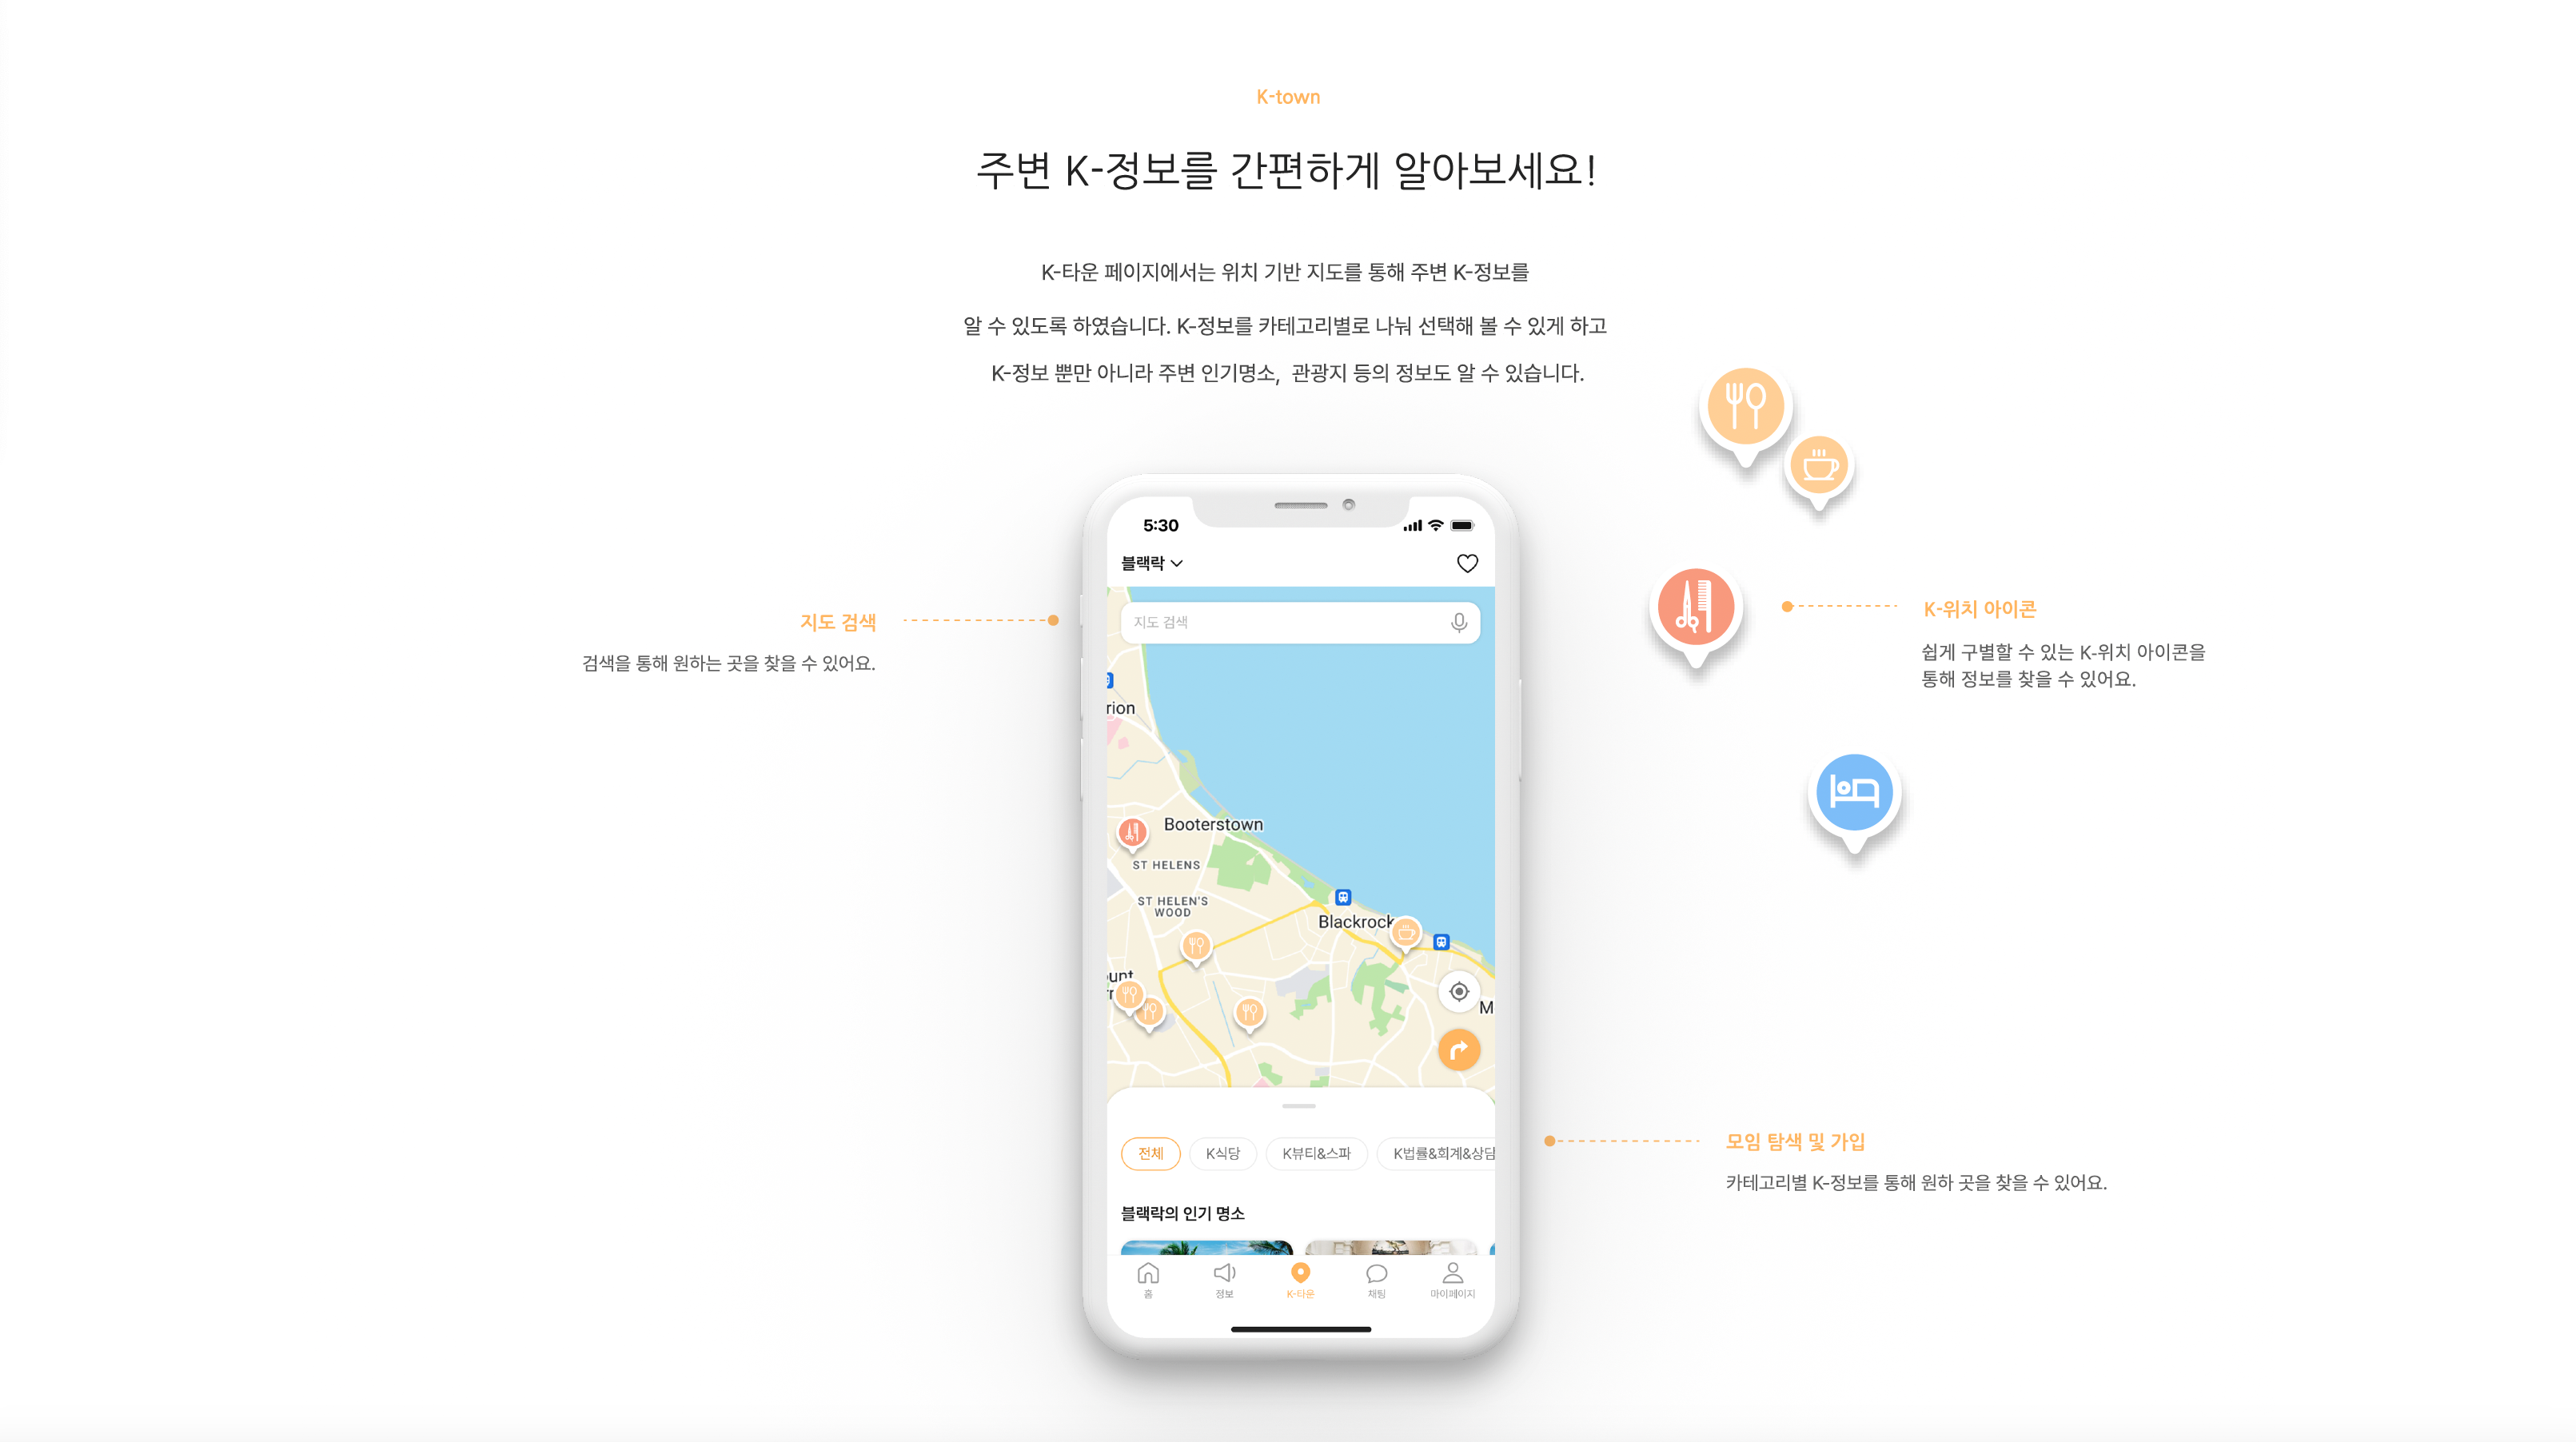 K-town
주변 K-정보를 간편하게 알아보세요!
K-타운 페이지에서는 위치 기반 지도를 통해 주변 K-정보를
알 수 있도록 하였습니다. K-정보를 카테고리별로 나눠 선택해 볼 수 있게 하고
K-정보 뿐만 아니라 주변 인기명소, 관광지 등의 정보도 알 수 있습니다.
지도 검색
검색을 통해 원하는 곳을 찾을 수 있어요.
5:30
블랙락
지도 검색
rion
Booterstown
ST HELENS
ST HELEN'S
WOOD
Blackrock
unt
M
전체
K식당
K뷰티&스파
K법률&회계&상담
블랙락의 인기 명소
홈
정보
K-타운
채팅
마이페이지
K-위치 아이콘
쉽게 구별할 수 있는 K-위치 아이콘을
통해 정보를 찾을 수 있어요.
모임 탐색 및 가입
카테고리별 K-정보를 통해 원하 곳을 찾을 수 있어요.